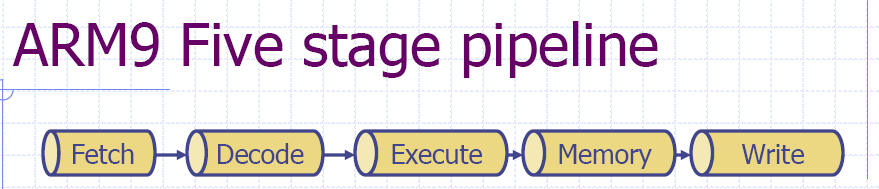 ARM9 Five stage pipeline
Fetch Decode Execute Memory Write